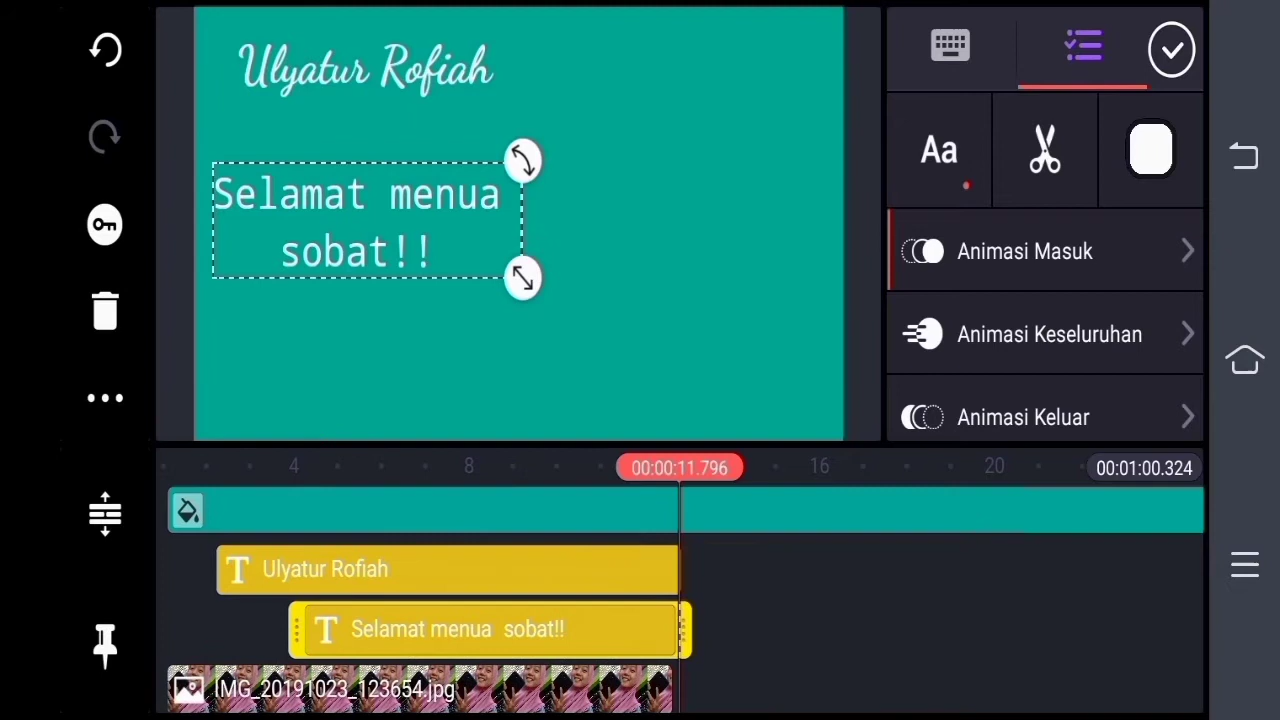 Ulyatur Rofiah
Selamat menua
sobat!!
Aa
Animasi Masuk
Animasi Keseluruhan
Animasi Keluar
4
8
00:00:11.796
16
20
00:01:00.324
T Ulyatur Rofiah
T Selamat menua  sobat!!
IMG_20191023_123654.jpg